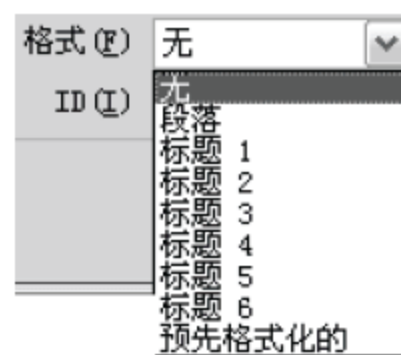 格式(F) 无
ID(I)
无
段落
标题 1
标题 2
标题 3
标题 4
标题 5
标题 6
预先格式化的